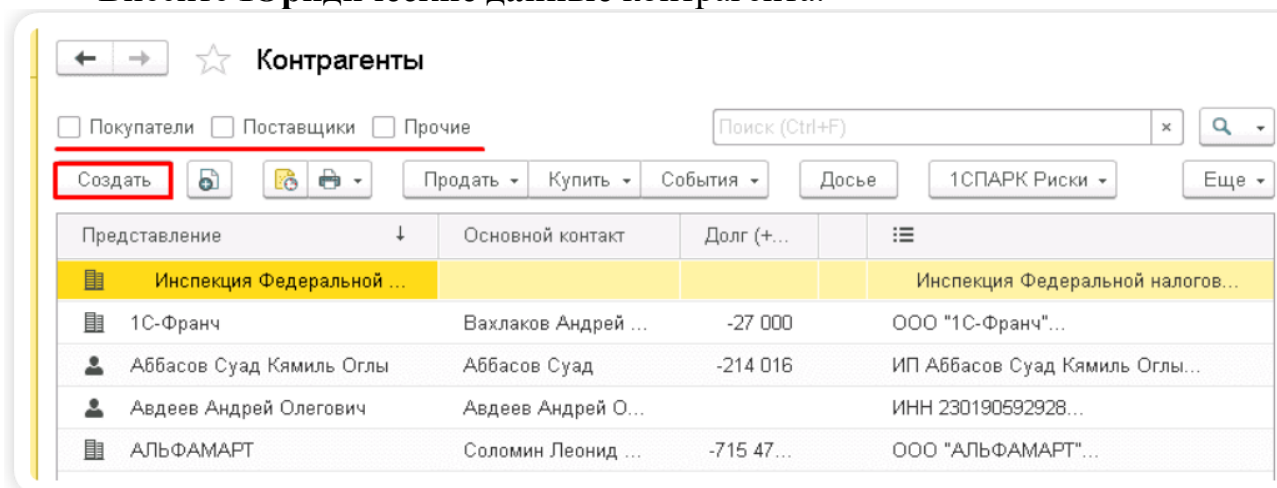 Контрагенты
Покупатели Поставщики Прочие Поиск (Ctrl+F) ×
Создать Продать Купить События Досье 1СПАРК Риски Еще
Представление ↓ Основной контакт Долг (+...
Инспекция Федеральной ... Инспекция Федеральной налогов...
1С-Франч Вахлаков Андрей ... -27 000 ООО "1С-Франч"...
Аббасов Суад Кямиль Оглы Аббасов Суад -214 016 ИП Аббасов Суад Кямиль Оглы...
Авдеев Андрей Олегович Авдеев Андрей О... ИНН 230190592928...
АЛЬФАМАРТ Соломин Леонид ... -715 47... ООО "АЛЬФАМАРТ"...